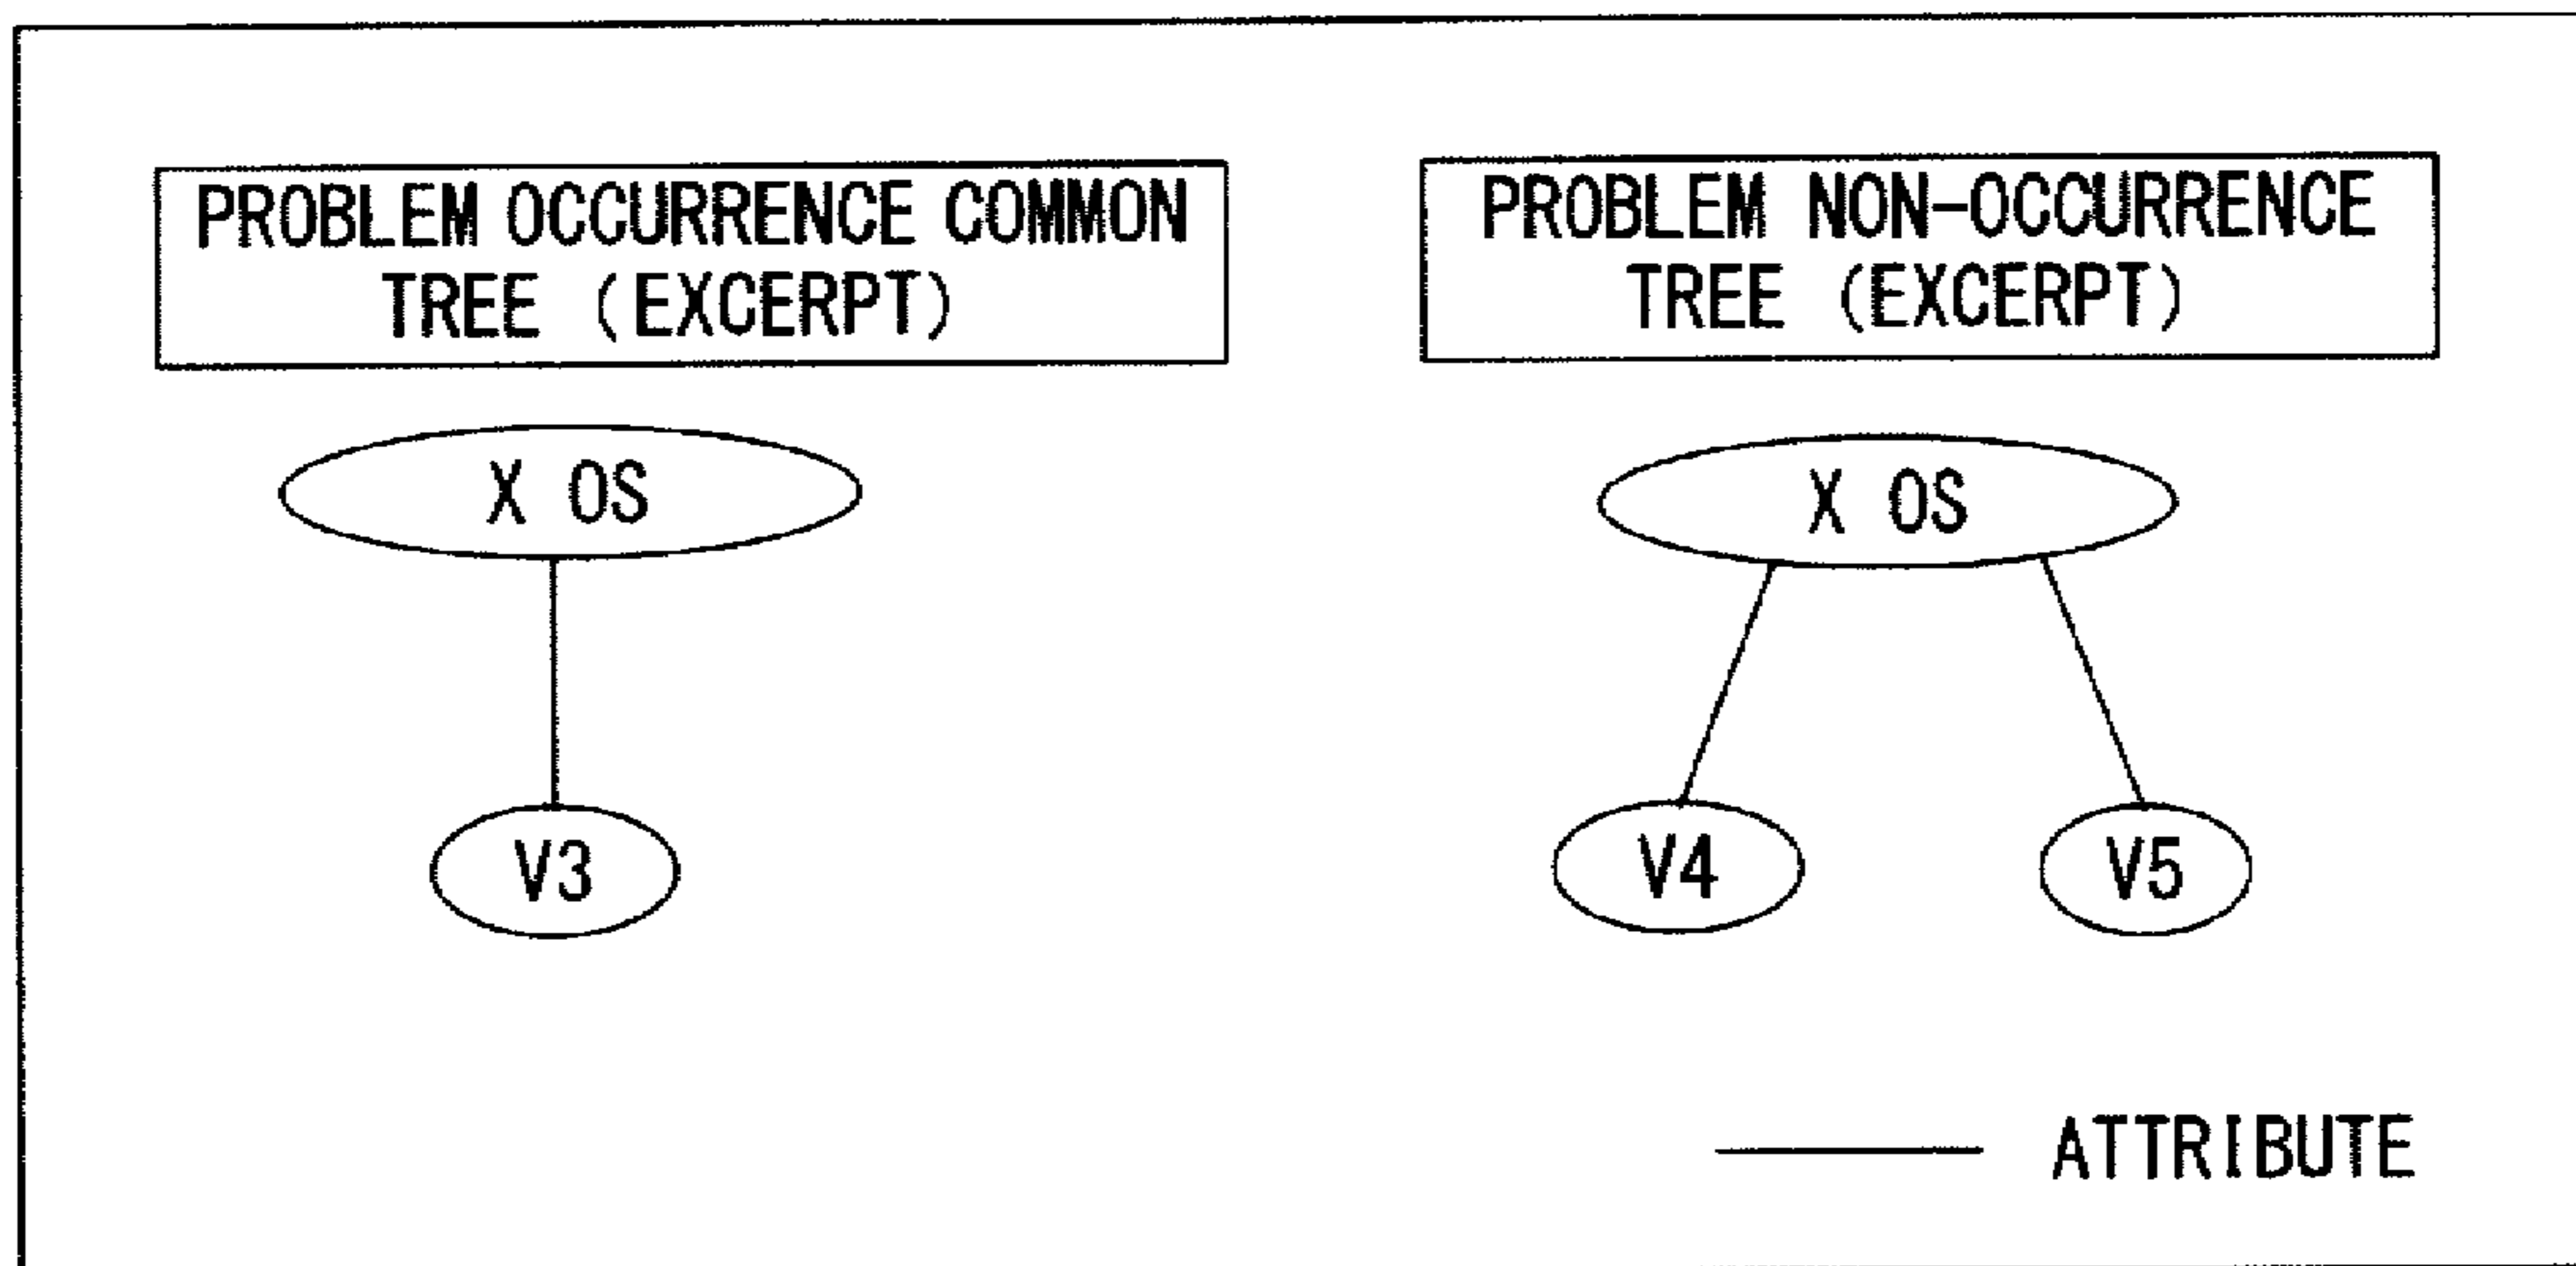 PROBLEM OCCURRENCE COMMON
TREE (EXCERPT)
X OS
V3
PROBLEM NON-OCCURRENCE
TREE (EXCERPT)
X OS
V4
V5
ATTRIBUTE